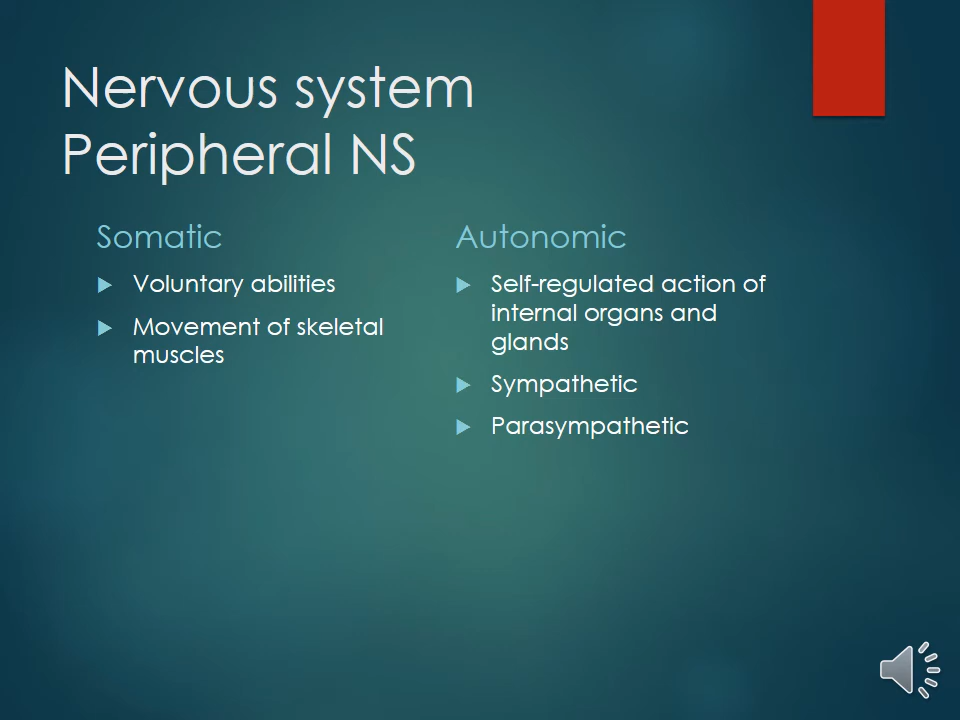 Nervous system
Peripheral NS
Somatic
Voluntary abilities
Movement of skeletal
muscles
Autonomic
Self-regulated action of
internal organs and
glands
Sympathetic
Parasympathetic